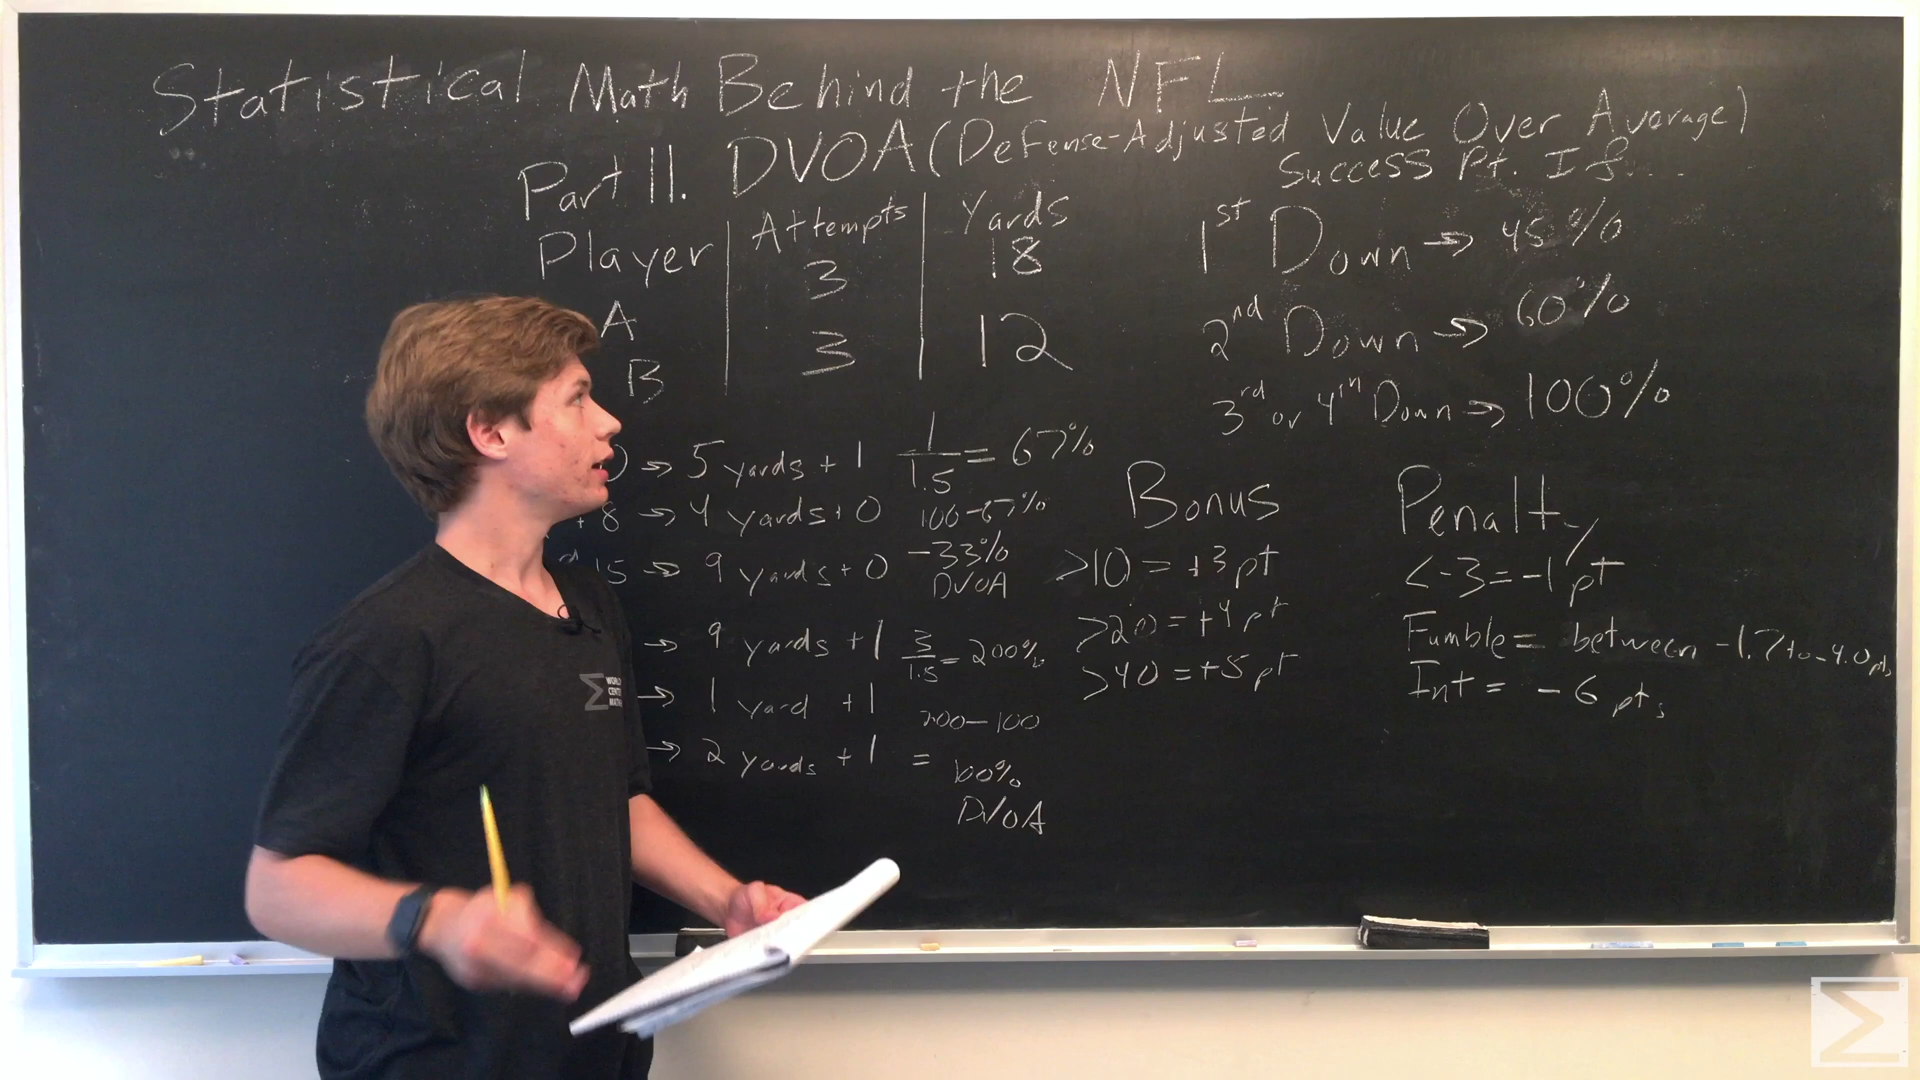 Statistical Math Behind the NFL
Part II. DVOA (Defense-Adjusted Value Over Average)
Player | Attempts | Yards
A 3 18
B 3 12
0 → 5 yards + 1
+8 → 4 yards + 0
rd 15 → 9 yards + 0
→ 9 yards + 1
→ 1 yard + 1
→ 2 yards + 1
1/1.5 = 67%
100-67%
-33%
DVOA
3/1.5 = 200%
200-100
= 100%
DVOA
Success Pt. If...
1st Down → 45%
2nd Down → 60%
3rd or 4th Down → 100%
Bonus
>10 = +3 pt
>20 = +4 pt
>40 = +5 pt
Penalty
<-3 = -1 pt
Fumble = between -1.7 to -4.0 pts
Int = -6 pts
Σ WORLD